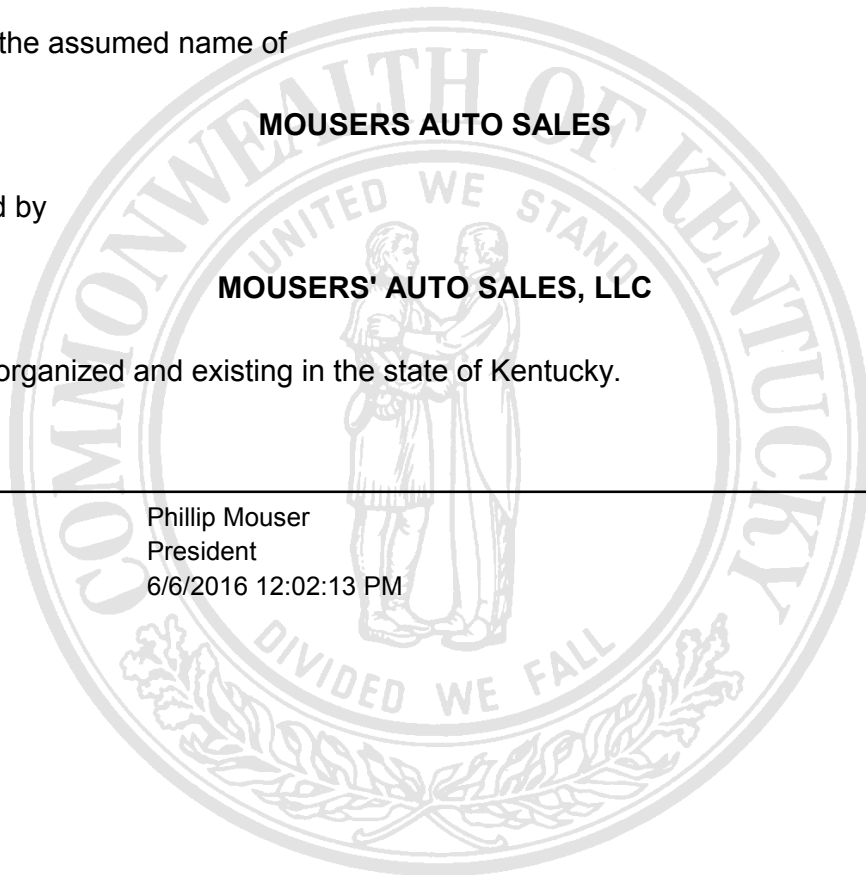 the assumed name of
MOUSERS AUTO SALES
d by
MOUSERS' AUTO SALES, LLC
organized and existing in the state of Kentucky.
Phillip Mouser
President
6/6/2016 12:02:13 PM
COMMONWEALTH OF KENTUCKY
UNITED WE STAND
DIVIDED WE FALL